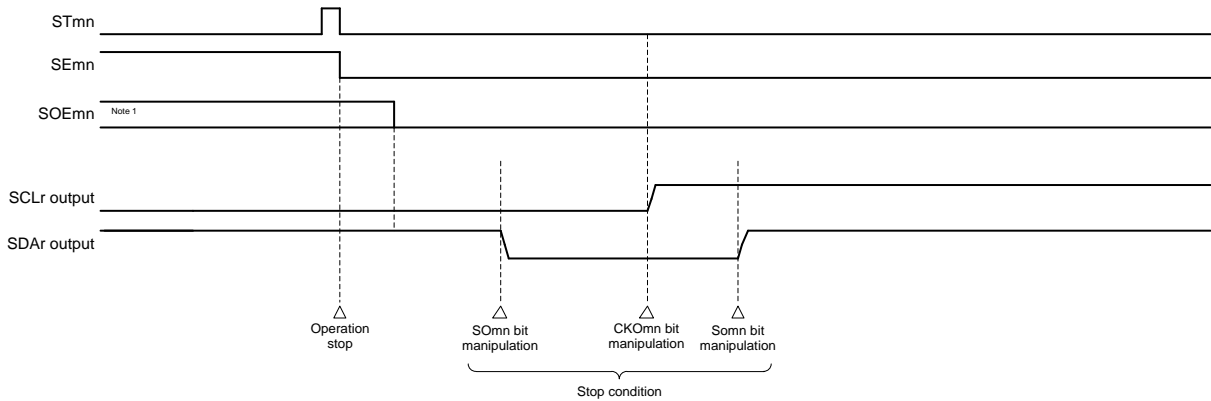 STmn
SEmn
SOEmn
Note 1
SCLr output
SDAr output
Operation
stop
SOmn bit
manipulation
CKOmn bit
manipulation
Somn bit
manipulation
Stop condition